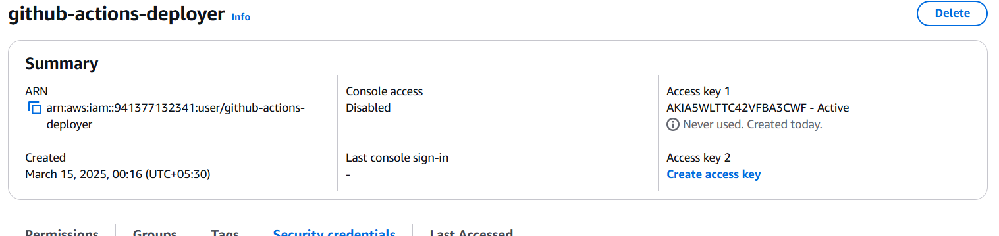 github-actions-deployer Info
Delete
Summary
ARN
arn:aws:iam::941377132341:user/github-actions-
deployer
Created
March 15, 2025, 00:16 (UTC+05:30)
Console access
Disabled
Last console sign-in
-
Access key 1
AKIA5WLTTC42VFBA3CWF - Active
Never used. Created today.
Access key 2
Create access key
Permissions
Groups
Tags
Security credentials
Last Accessed